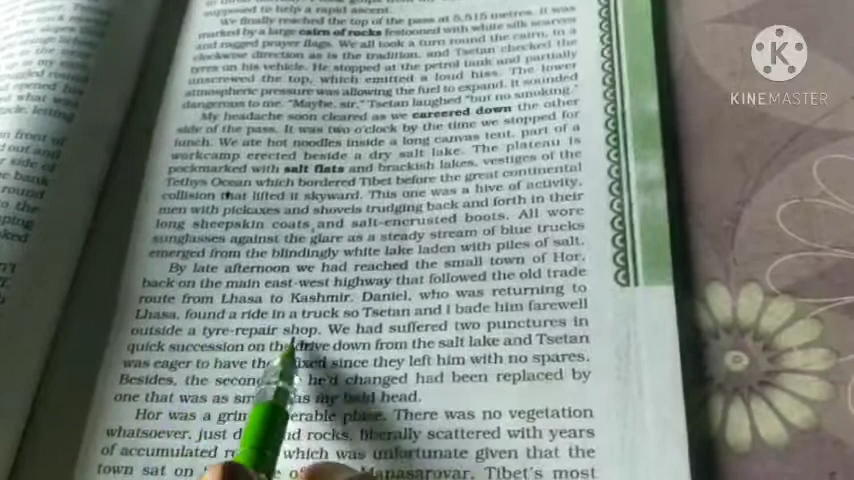 supposed to help a rapid ascent.
We finally reached the top of the pass at 5,515 metres. It was
marked by a large cairn of rocks festooned with white silk scarves
and ragged prayer flags. We all took a turn round the cairn, in a
clockwise direction as is the tradition, and Tsetan checked the
tyres on his vehicle. He stopped at the petrol tank and partially
unscrewed the top, which emitted a loud hiss. The lower
atmospheric pressure was allowing the fuel to expand. It sounded
dangerous to me. "Maybe, sir," Tsetan laughed "but no smoking."
My headache soon cleared as we careered down the other
side of the pass. It was two o'clock by the time we stopped for
lunch. We ate hot noodles inside a long canvas tent, part of a
workcamp erected beside a dry salt lake. The plateau is
pockmarked with salt flats and brackish lakes, vestiges of the
Tethys Ocean which bordered Tibet before the great continental
collision that lifted it skyward. This one was a hive of activity,
men with pickaxes and shovels trudging back and forth in their
long sheepskin coats and salt-encrusted boots. All wore
sunglasses against the glare as a steady stream of blue trucks
emerged from the blindingly white lake laden with piles of salt.
By late afternoon we had reached the small town of Hor,
back on the main east-west highway that followed the old trade
route from Lhasa to Kashmir. Daniel, who was returning to
Lhasa, found a ride in a truck so Tsetan and I bade him farewell
outside a tyre-repair shop. We had suffered two punctures in
quick succession on the drive down from the salt lake and Tsetan
was eager to have fixed since they left him with no spares.
Besides, the second he'd changed had been replaced by
one that was as my bald head.
Hor was a grim place. There was no vegetation
whatsoever, just and rocks, liberally scattered with years
of accumulated which was unfortunate given that the
town sat on Manasarovar, Tibet's most
KINEMASTER